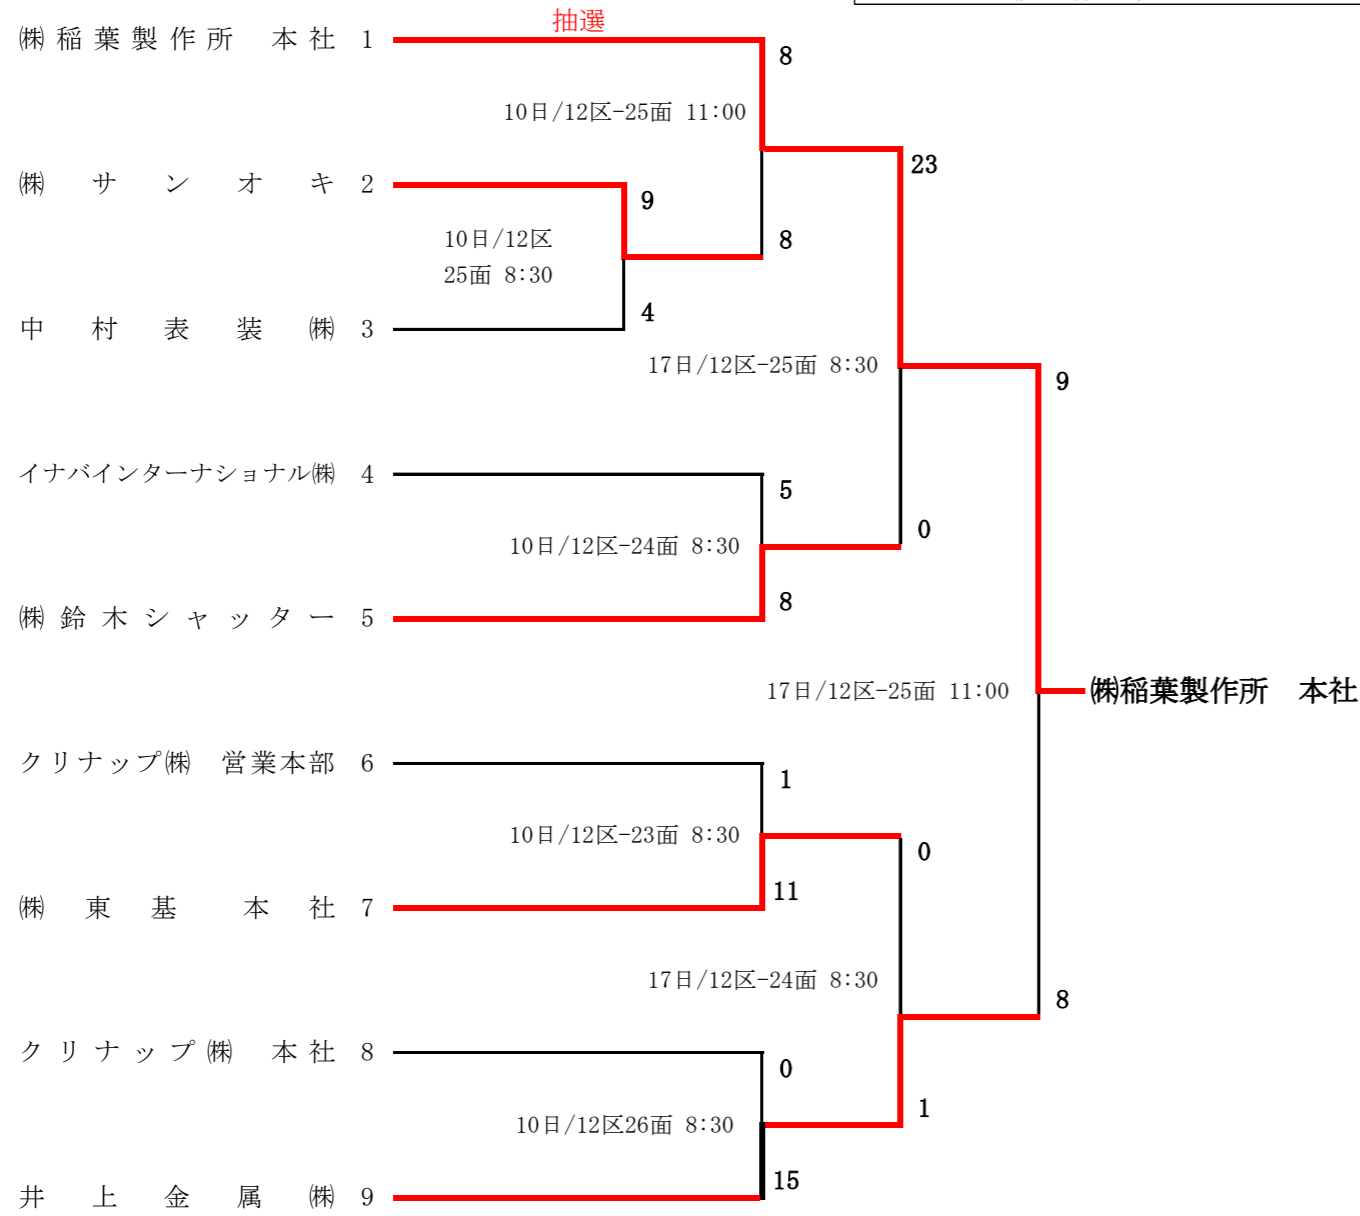 抽選
㈱稲葉製作所　本社 1
8
10日/12区-25面 11:00
23
㈱サンオキ 2
9
10日/12区
25面 8:30
8
4
中村表装㈱ 3
17日/12区-25面 8:30
9
イナバインターナショナル㈱ 4
5
10日/12区-24面 8:30
0
8
㈱鈴木シャッター 5
17日/12区-25面 11:00
㈱稲葉製作所　本社
クリナップ㈱　営業本部 6
1
10日/12区-23面 8:30
0
11
㈱東基　本社 7
17日/12区-24面 8:30
8
クリナップ㈱　本社 8
0
10日/12区26面 8:30
1
15
井上金属㈱ 9